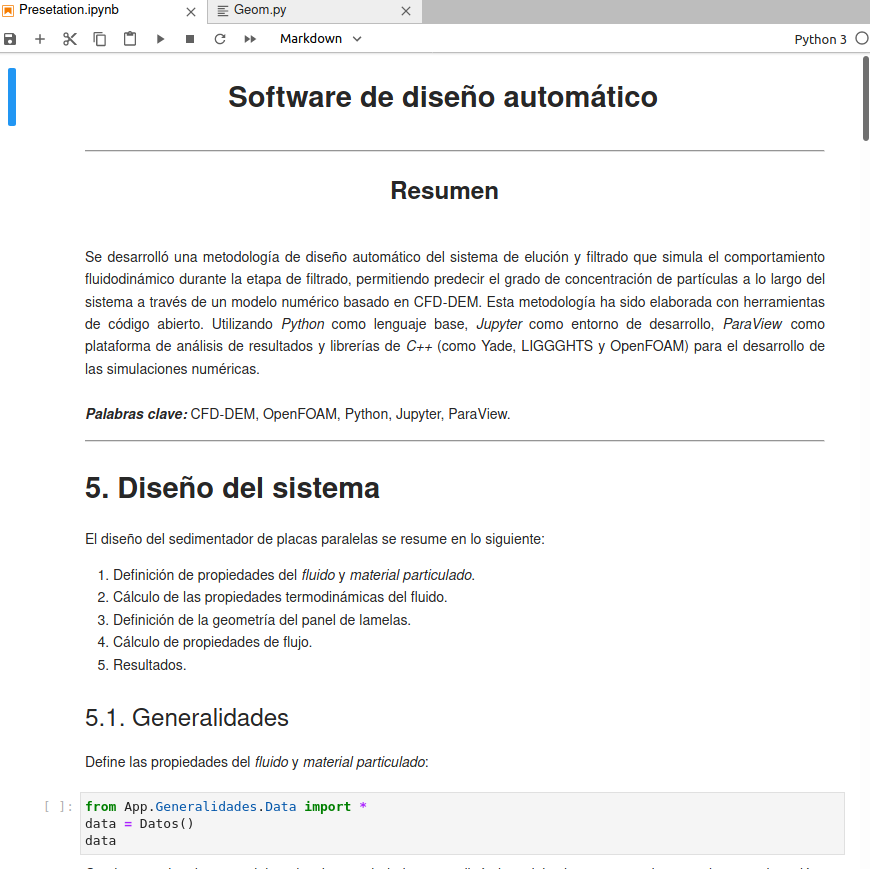 Presetation.ipynb
Geom.py
Markdown
Python 3
Software de diseño automático
Resumen
Se desarrolló una metodología de diseño automático del sistema de elución y filtrado que simula el comportamiento
fluidodinámico durante la etapa de filtrado, permitiendo predecir el grado de concentración de partículas a lo largo del
sistema a través de un modelo numérico basado en CFD-DEM. Esta metodología ha sido elaborada con herramientas
de código abierto. Utilizando Python como lenguaje base, Jupyter como entorno de desarrollo, ParaView como
plataforma de análisis de resultados y librerías de C++ (como Yade, LIGGGHTS y OpenFOAM) para el desarrollo de
las simulaciones numéricas.
Palabras clave: CFD-DEM, OpenFOAM, Python, Jupyter, ParaView.
5. Diseño del sistema
El diseño del sedimentador de placas paralelas se resume en lo siguiente:
1. Definición de propiedades del fluido y material particulado.
2. Cálculo de las propiedades termodinámicas del fluido.
3. Definición de la geometría del panel de lamelas.
4. Cálculo de propiedades de flujo.
5. Resultados.
5.1. Generalidades
Define las propiedades del fluido y material particulado:
[ ]: from App.Generalidades.Data import *
data = Datos()
data